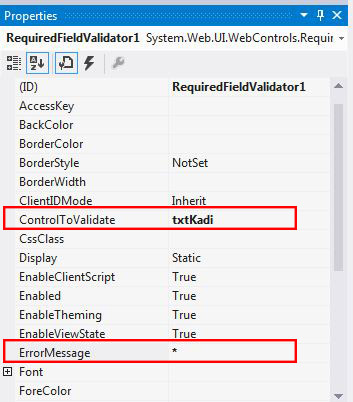 Properties
RequiredFieldValidator1 System.Web.UI.WebControls.Requir
(ID) RequiredFieldValidator1
AccessKey
BackColor
BorderColor
BorderStyle NotSet
BorderWidth
ClientIDMode Inherit
ControlToValidate txtKadi
CssClass
Display Static
EnableClientScript True
Enabled True
EnableTheming True
EnableViewState True
ErrorMessage *
Font
ForeColor